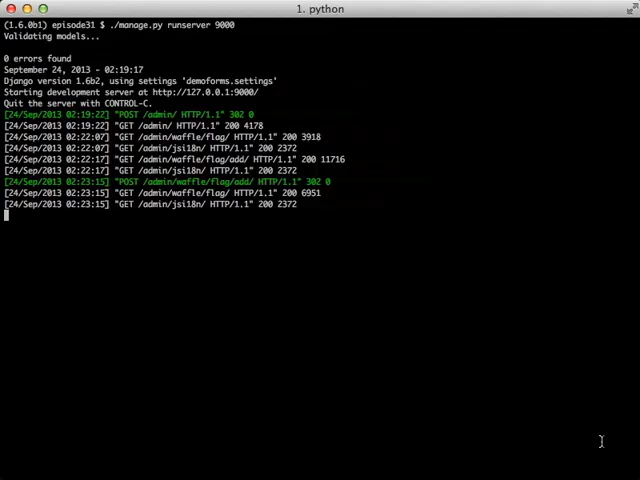 1. python
(1.6.0b1) episode31 $ ./manage.py runserver 9000
Validating models...
0 errors found
September 24, 2013 - 02:19:17
Django version 1.6b2, using settings 'demoforms.settings'
Starting development server at http://127.0.0.1:9000/
Quit the server with CONTROL-C.
[24/Sep/2013 02:19:22] "POST /admin/ HTTP/1.1" 302 0
[24/Sep/2013 02:19:22] "GET /admin/ HTTP/1.1" 200 4178
[24/Sep/2013 02:22:07] "GET /admin/waffle/flag/ HTTP/1.1" 200 3918
[24/Sep/2013 02:22:07] "GET /admin/jsi18n/ HTTP/1.1" 200 2372
[24/Sep/2013 02:22:17] "GET /admin/waffle/flag/add/ HTTP/1.1" 200 11716
[24/Sep/2013 02:22:17] "GET /admin/jsi18n/ HTTP/1.1" 200 2372
[24/Sep/2013 02:23:15] "POST /admin/waffle/flag/add/ HTTP/1.1" 302 0
[24/Sep/2013 02:23:15] "GET /admin/waffle/flag/ HTTP/1.1" 200 6951
[24/Sep/2013 02:23:15] "GET /admin/jsi18n/ HTTP/1.1" 200 2372